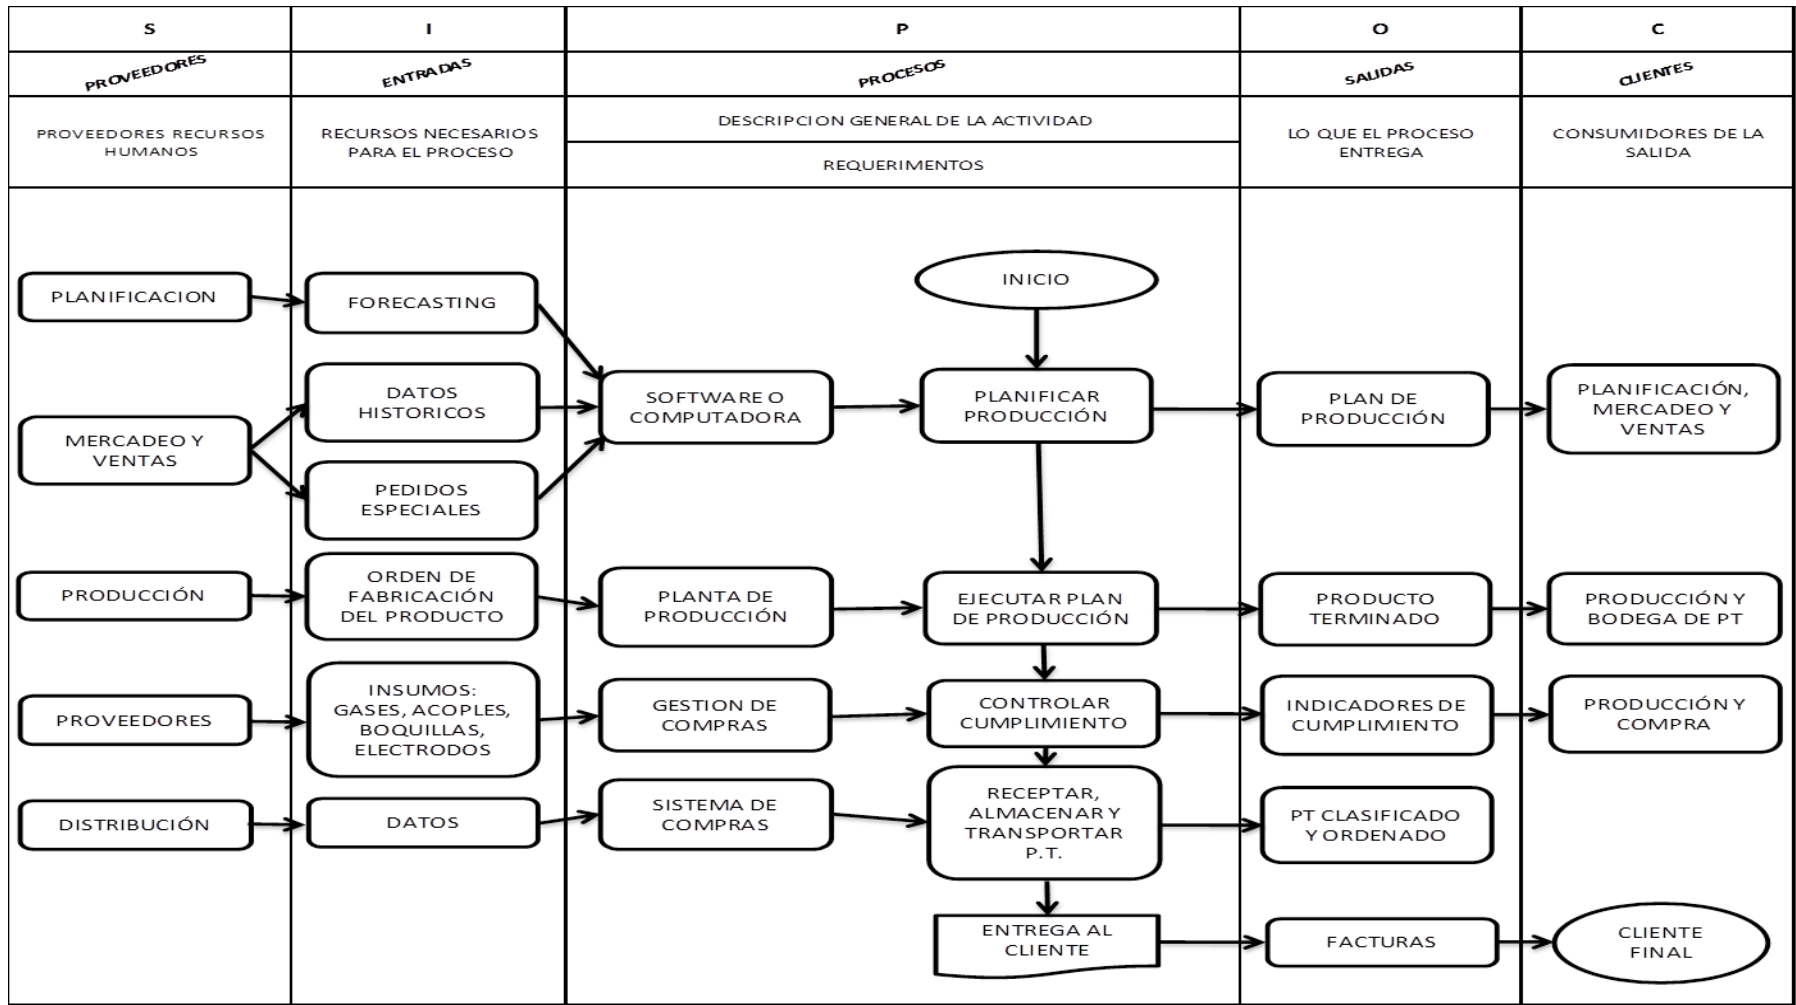 S
I
P
O
C
PROVEEDORES
ENTRADAS
PROCESOS
SALIDAS
CLIENTES
PROVEEDORES RECURSOS
HUMANOS
RECURSOS NECESARIOS
PARA EL PROCESO
DESCRIPCION GENERAL DE LA ACTIVIDAD
REQUERIMENTOS
LO QUE EL PROCESO
ENTREGA
CONSUMIDORES DE LA
SALIDA
INICIO
PLANIFICACION
FORECASTING
MERCADEO Y
VENTAS
DATOS
HISTORICOS
PEDIDOS
ESPECIALES
SOFTWARE O
COMPUTADORA
PLANIFICAR
PRODUCCIÓN
PLAN DE
PRODUCCIÓN
PLANIFICACIÓN,
MERCADEO Y
VENTAS
PRODUCCIÓN
ORDEN DE
FABRICACIÓN
DEL PRODUCTO
PLANTA DE
PRODUCCIÓN
EJECUTAR PLAN
DE PRODUCCIÓN
PRODUCTO
TERMINADO
PRODUCCIÓN Y
BODEGA DE PT
PROVEEDORES
INSUMOS:
GASES, ACOPLES,
BOQUILLAS,
ELECTRODOS
GESTION DE
COMPRAS
CONTROLAR
CUMPLIMIENTO
INDICADORES DE
CUMPLIMIENTO
PRODUCCIÓN Y
COMPRA
DISTRIBUCIÓN
DATOS
SISTEMA DE
COMPRAS
RECEPTAR,
ALMACENAR Y
TRANSPORTAR
P.T.
PT CLASIFICADO
Y ORDENADO
ENTREGA AL
CLIENTE
FACTURAS
CLIENTE
FINAL